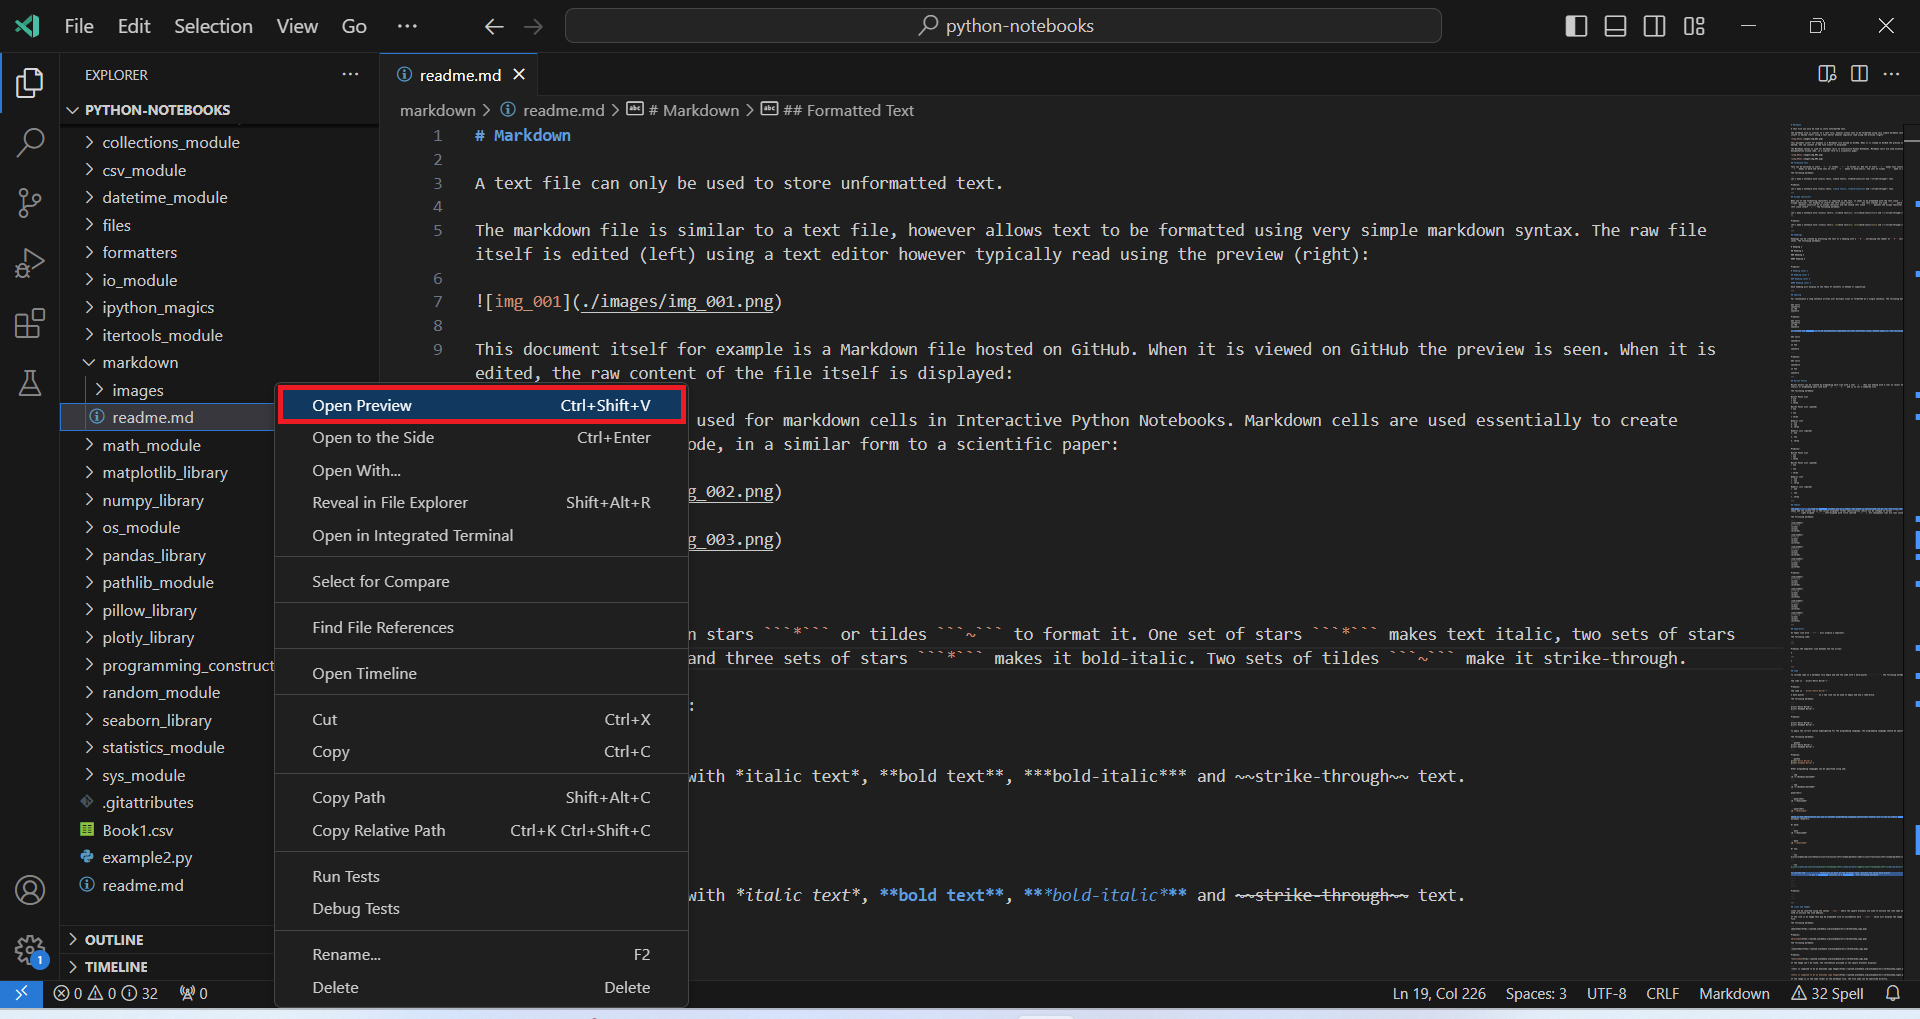 File Edit Selection View Go ··· python-notebooks
EXPLORER ···
PYTHON-NOTEBOOKS
collections_module
csv_module
datetime_module
files
formatters
io_module
ipython_magics
itertools_module
markdown
images
readme.md
math_module
matplotlib_library
numpy_library
os_module
pandas_library
pathlib_module
pillow_library
plotly_library
programming_construct
random_module
seaborn_library
statistics_module
sys_module
.gitattributes
Book1.csv
example2.py
readme.md
OUTLINE
TIMELINE
1
readme.md
markdown > readme.md > # Markdown > ## Formatted Text
1 # Markdown
2
3 A text file can only be used to store unformatted text.
4
5 The markdown file is similar to a text file, however allows text to be formatted using very simple markdown syntax. The raw file
itself is edited (left) using a text editor however typically read using the preview (right):
6
7 ![img_001](./images/img_001.png)
8
9 This document itself for example is a Markdown file hosted on GitHub. When it is viewed on GitHub the preview is seen. When it is
edited, the raw content of the file itself is displayed:
used for markdown cells in Interactive Python Notebooks. Markdown cells are used essentially to create
ode, in a similar form to a scientific paper:
g_002.png)
g_003.png)
n stars ```*``` or tildes ```~``` to format it. One set of stars ```*``` makes text italic, two sets of stars
and three sets of stars ```*``` makes it bold-italic. Two sets of tildes ```~``` make it strike-through.
:
with *italic text*, **bold text**, ***bold-italic*** and ~~strike-through~~ text.
with *italic text*, **bold text**, ***bold-italic*** and ~~strike-through~~ text.
Open Preview Ctrl+Shift+V
Open to the Side Ctrl+Enter
Open With...
Reveal in File Explorer Shift+Alt+R
Open in Integrated Terminal
Select for Compare
Find File References
Open Timeline
Cut Ctrl+X
Copy Ctrl+C
Copy Path Shift+Alt+C
Copy Relative Path Ctrl+K Ctrl+Shift+C
Run Tests
Debug Tests
Rename... F2
Delete Delete
0 0 32 0 Ln 19, Col 226 Spaces: 3 UTF-8 CRLF Markdown 32 Spell